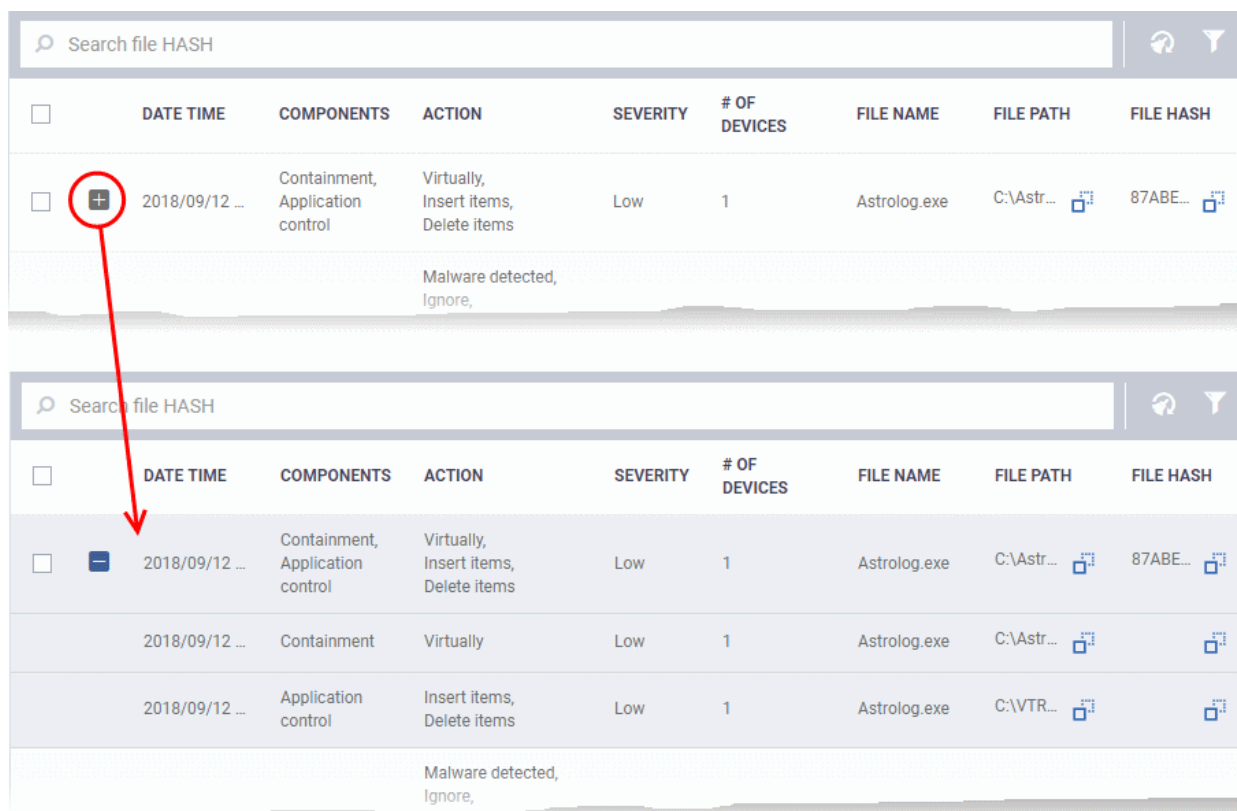 Search file HASH
DATE TIME COMPONENTS ACTION SEVERITY # OF DEVICES FILE NAME FILE PATH FILE HASH
2018/09/12 ... Containment, Application control Virtually, Insert items, Delete items Low 1 Astrolog.exe C:\Astr... 87ABE...
Malware detected,
Ignore,
Search file HASH
DATE TIME COMPONENTS ACTION SEVERITY # OF DEVICES FILE NAME FILE PATH FILE HASH
2018/09/12 ... Containment, Application control Virtually, Insert items, Delete items Low 1 Astrolog.exe C:\Astr... 87ABE...
2018/09/12 ... Containment Virtually Low 1 Astrolog.exe C:\Astr...
2018/09/12 ... Application control Insert items, Delete items Low 1 Astrolog.exe C:\VTR...
Malware detected,
Ignore,